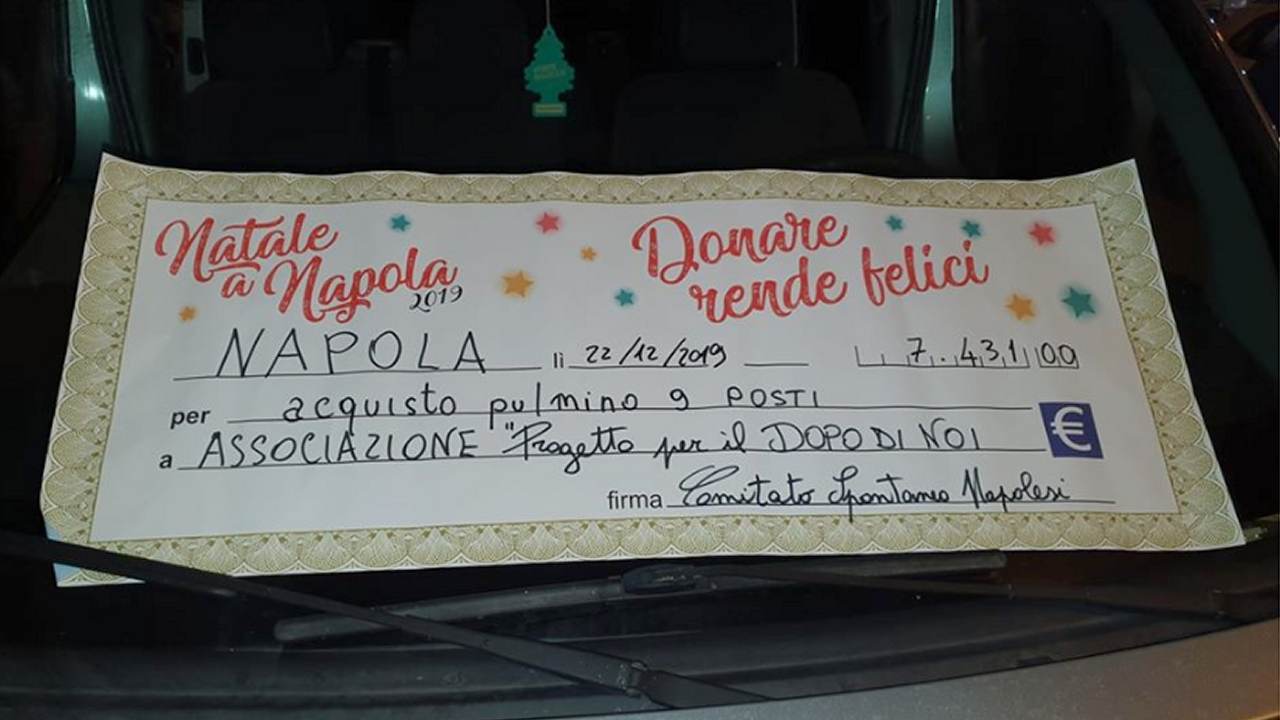 Natale
a Napola
2019
Donare
rende felici
NAPOLA lì 22/12/2019 7.431,00
per acquisto pulmino 9 POSTI
a ASSOCIAZIONE "Progetto per il DOPO DI NOI €
firma Comitato Spontaneo Napolesi